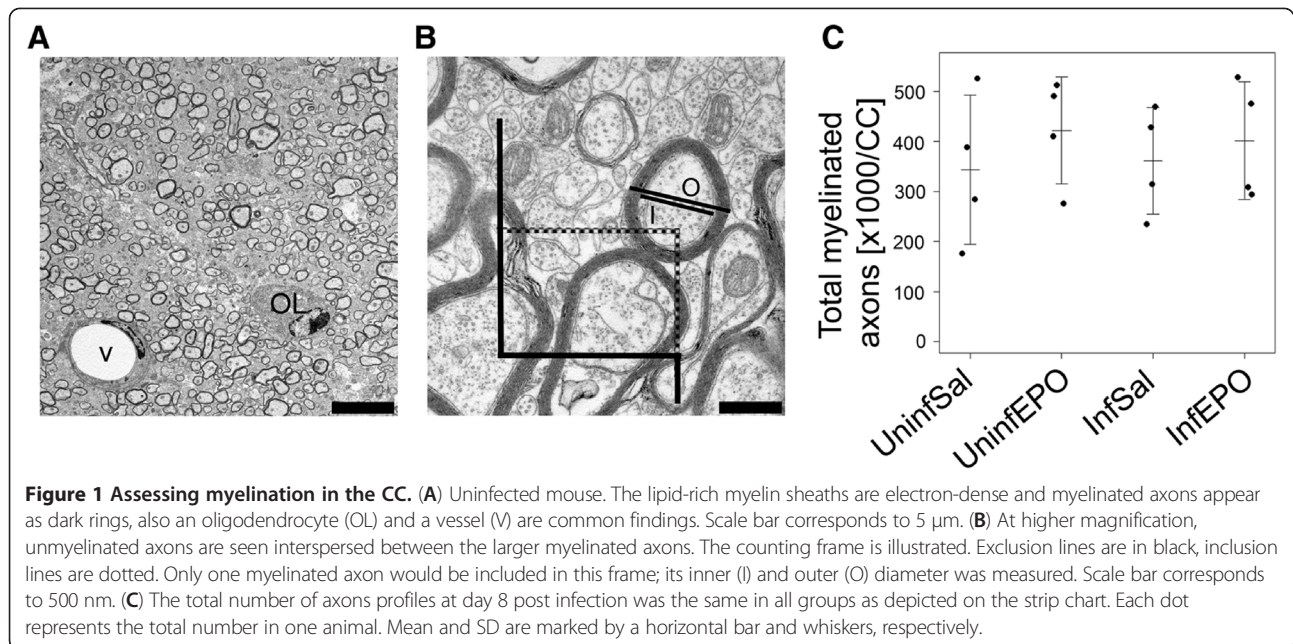 A
B
C
OL
V
O
I
Total myelinated
axons [x1000/CC]
500
400
300
200
100
0
UninfSal
UninfEPO
InfSal
InfEPO
Figure 1 Assessing myelination in the CC. (A) Uninfected mouse. The lipid-rich myelin sheaths are electron-dense and myelinated axons appear
as dark rings, also an oligodendrocyte (OL) and a vessel (V) are common findings. Scale bar corresponds to 5 μm. (B) At higher magnification,
unmyelinated axons are seen interspersed between the larger myelinated axons. The counting frame is illustrated. Exclusion lines are in black, inclusion
lines are dotted. Only one myelinated axon would be included in this frame; its inner (I) and outer (O) diameter was measured. Scale bar corresponds
to 500 nm. (C) The total number of axons profiles at day 8 post infection was the same in all groups as depicted on the strip chart. Each dot
represents the total number in one animal. Mean and SD are marked by a horizontal bar and whiskers, respectively.